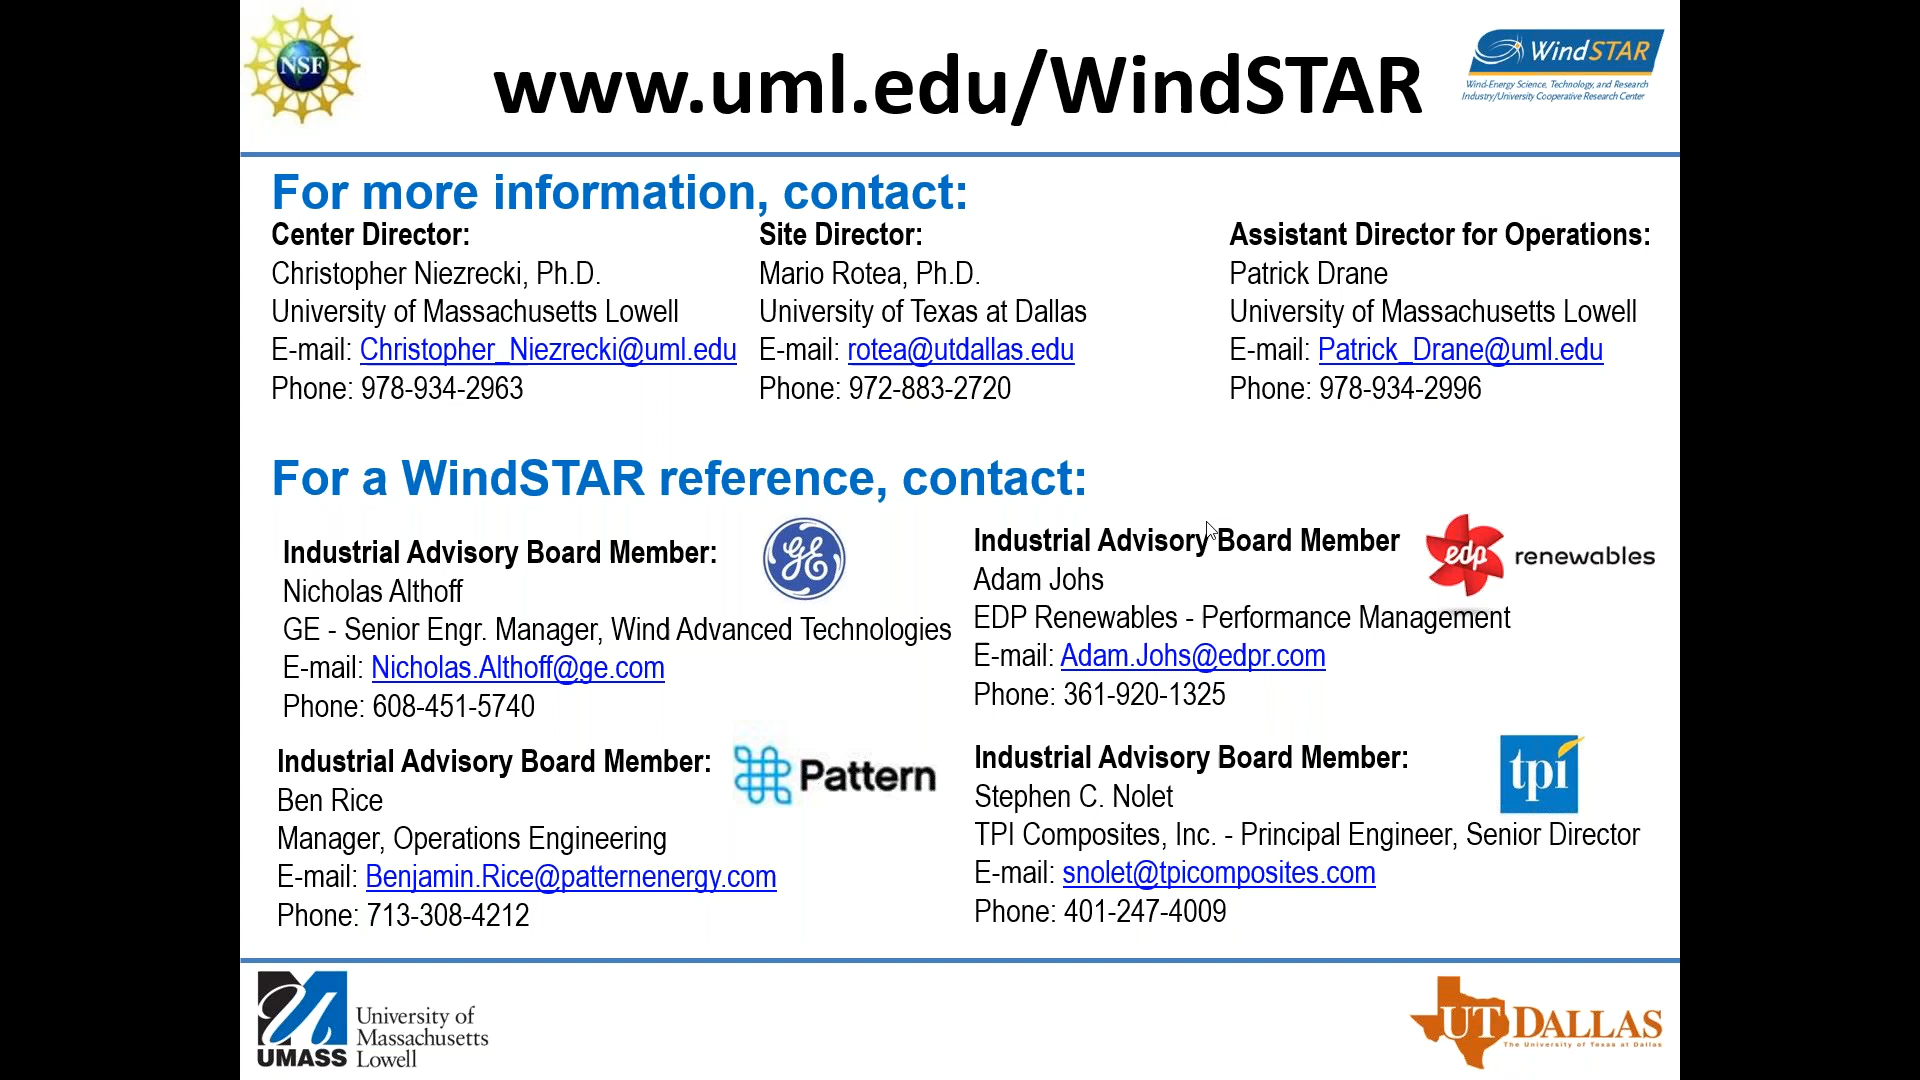 NSF
www.uml.edu/WindSTAR
WindSTAR
Wind-Energy Science, Technology, and Research
Industry/University Cooperative Research Center
For more information, contact:
Center Director:
Christopher Niezrecki, Ph.D.
University of Massachusetts Lowell
E-mail: Christopher_Niezrecki@uml.edu
Phone: 978-934-2963
Site Director:
Mario Rotea, Ph.D.
University of Texas at Dallas
E-mail: rotea@utdallas.edu
Phone: 972-883-2720
Assistant Director for Operations:
Patrick Drane
University of Massachusetts Lowell
E-mail: Patrick_Drane@uml.edu
Phone: 978-934-2996
For a WindSTAR reference, contact:
Industrial Advisory Board Member:
Nicholas Althoff
GE - Senior Engr. Manager, Wind Advanced Technologies
E-mail: Nicholas.Althoff@ge.com
Phone: 608-451-5740
GE
Industrial Advisory Board Member
Adam Johs
EDP Renewables - Performance Management
E-mail: Adam.Johs@edpr.com
Phone: 361-920-1325
edp renewables
Industrial Advisory Board Member:
Ben Rice
Manager, Operations Engineering
E-mail: Benjamin.Rice@patternenergy.com
Phone: 713-308-4212
Pattern
Industrial Advisory Board Member:
Stephen C. Nolet
TPI Composites, Inc. - Principal Engineer, Senior Director
E-mail: snolet@tpicomposites.com
Phone: 401-247-4009
tpi
UMASS
University of
Massachusetts
Lowell
UT DALLAS
The University of Texas at Dallas